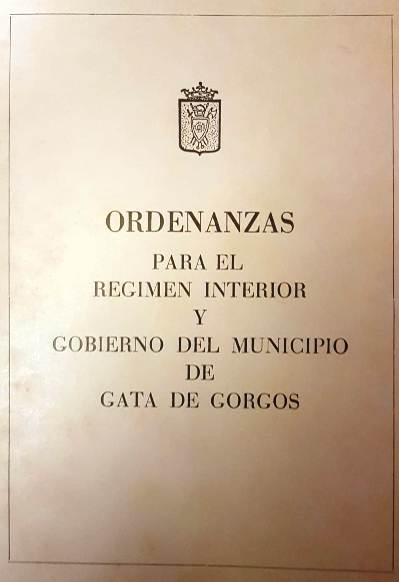 ORDENANZAS
PARA EL
REGIMEN INTERIOR
Y
GOBIERNO DEL MUNICIPIO
DE
GATA DE GORGOS